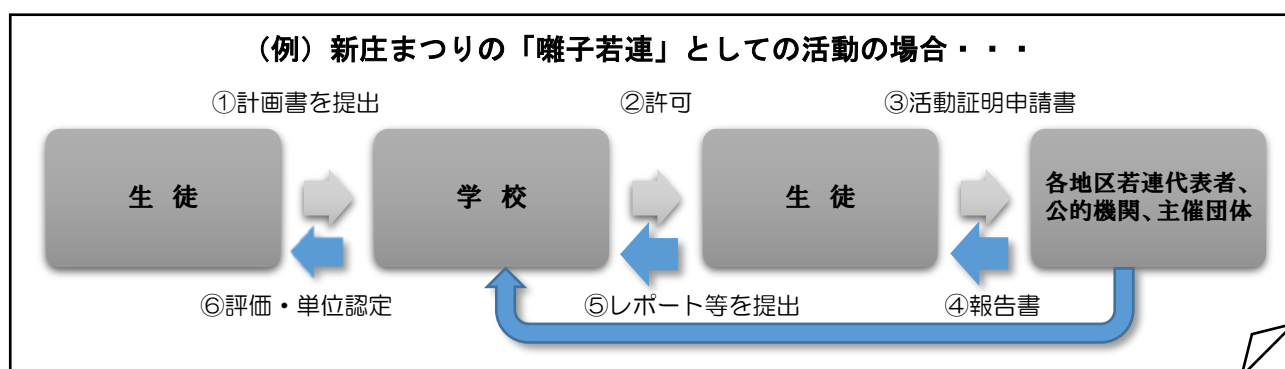 （例）新庄まつりの「囃子若連」としての活動の場合・・・
①計画書を提出
②許可
③活動証明申請書
生 徒
学 校
生 徒
各地区若連代表者、
公的機関、主催団体
⑥評価・単位認定
⑤レポート等を提出
④報告書